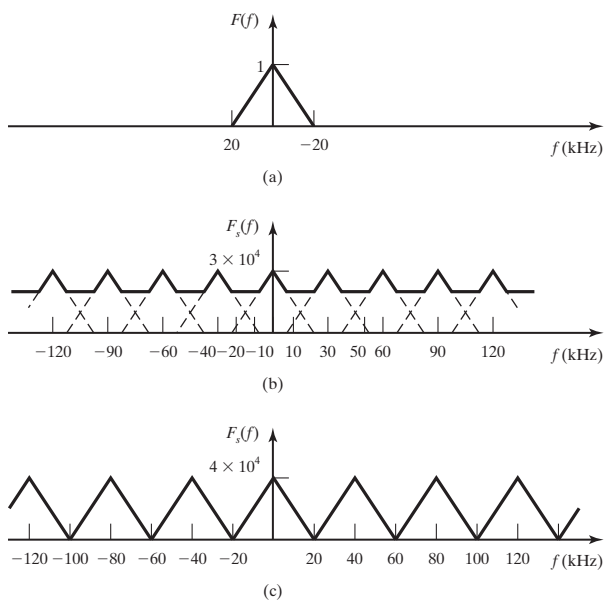 F(f)
1
20 −20 f (kHz)
(a)
F_s(f)
3 × 10^4
−120 −90 −60 −40 −20 −10 10 30 50 60 90 120 f (kHz)
(b)
F_s(f)
4 × 10^4
−120 −100 −80 −60 −40 −20 20 40 60 80 100 120 f (kHz)
(c)